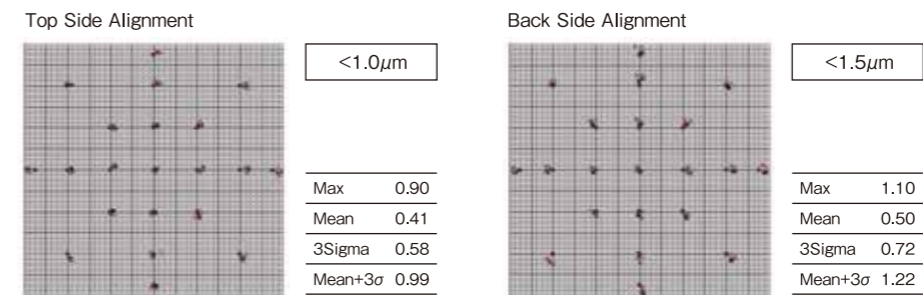 Top Side Alignment
<1.0μm
Max 0.90
Mean 0.41
3Sigma 0.58
Mean+3σ 0.99
Back Side Alignment
<1.5μm
Max 1.10
Mean 0.50
3Sigma 0.72
Mean+3σ 1.22